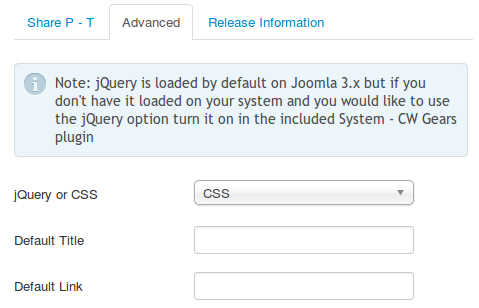 Share P - T Advanced Release Information
Note: jQuery is loaded by default on Joomla 3.x but if you
don't have it loaded on your system and you would like to use
the jQuery option turn it on in the included System - CW Gears
plugin
jQuery or CSS CSS
Default Title
Default Link